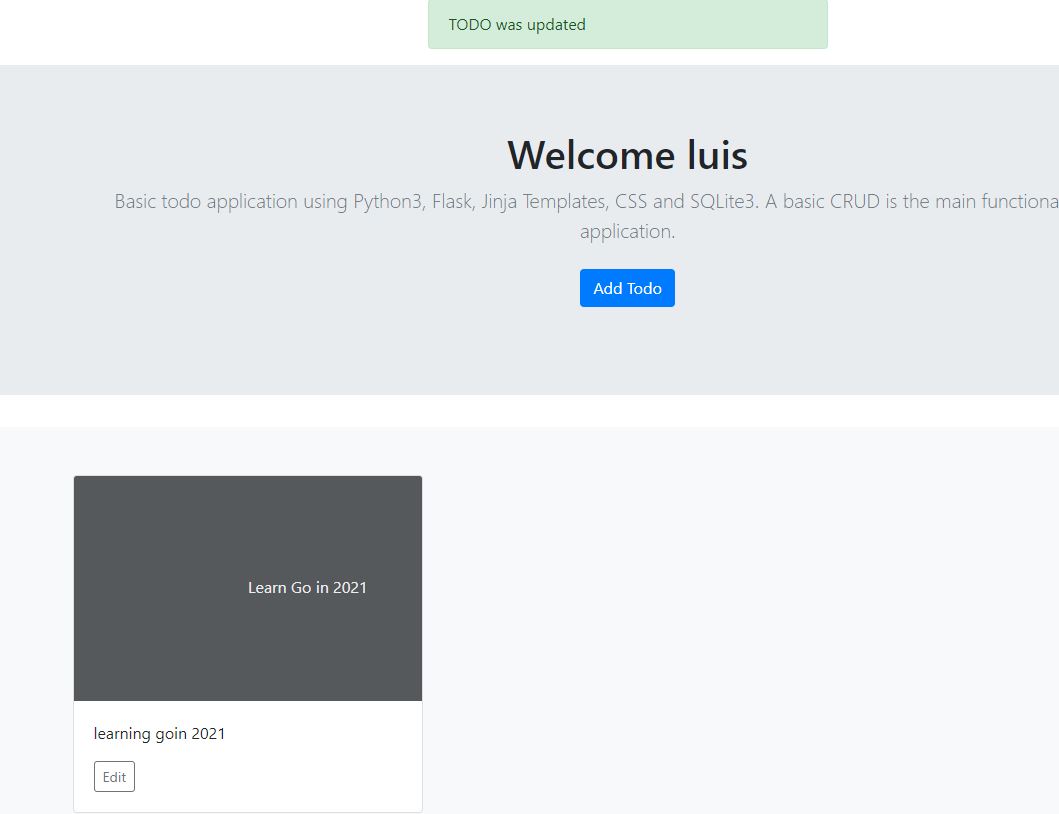 TODO was updated
Welcome luis
Basic todo application using Python3, Flask, Jinja Templates, CSS and SQLite3. A basic CRUD is the main functiona
application.
Add Todo
Learn Go in 2021
learning goin 2021
Edit